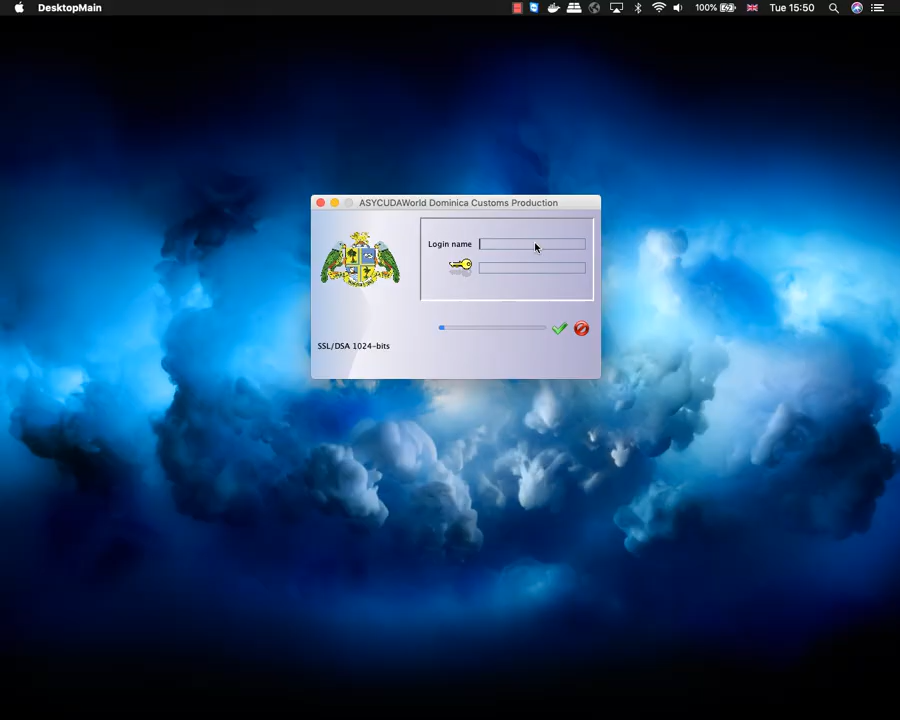 DesktopMain
100%
Tue 15:50
ASYCUDAWorld Dominica Customs Production
Login name
SSL/DSA 1024-bits